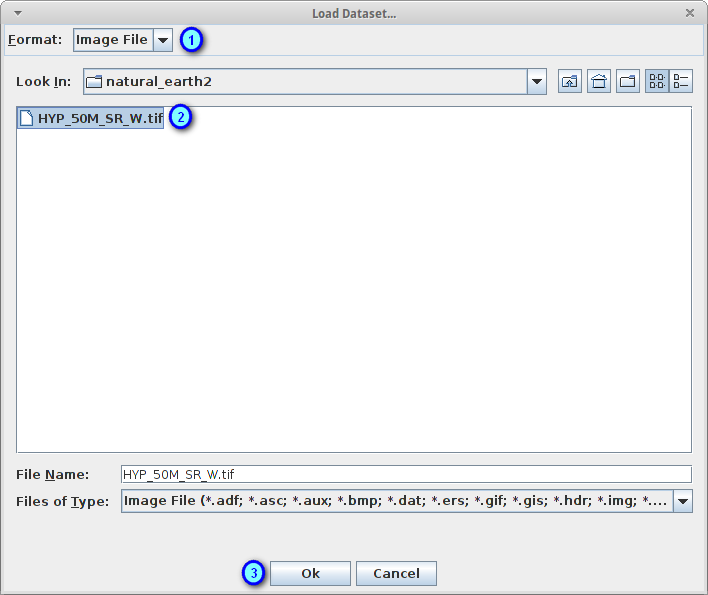 Load Dataset...
Format: Image File 1
Look In: natural_earth2
HYP_50M_SR_W.tif 2
File Name: HYP_50M_SR_W.tif
Files of Type: Image File (*.adf; *.asc; *.aux; *.bmp; *.dat; *.ers; *.gif; *.gis; *.hdr; *.img; *....
3 Ok Cancel